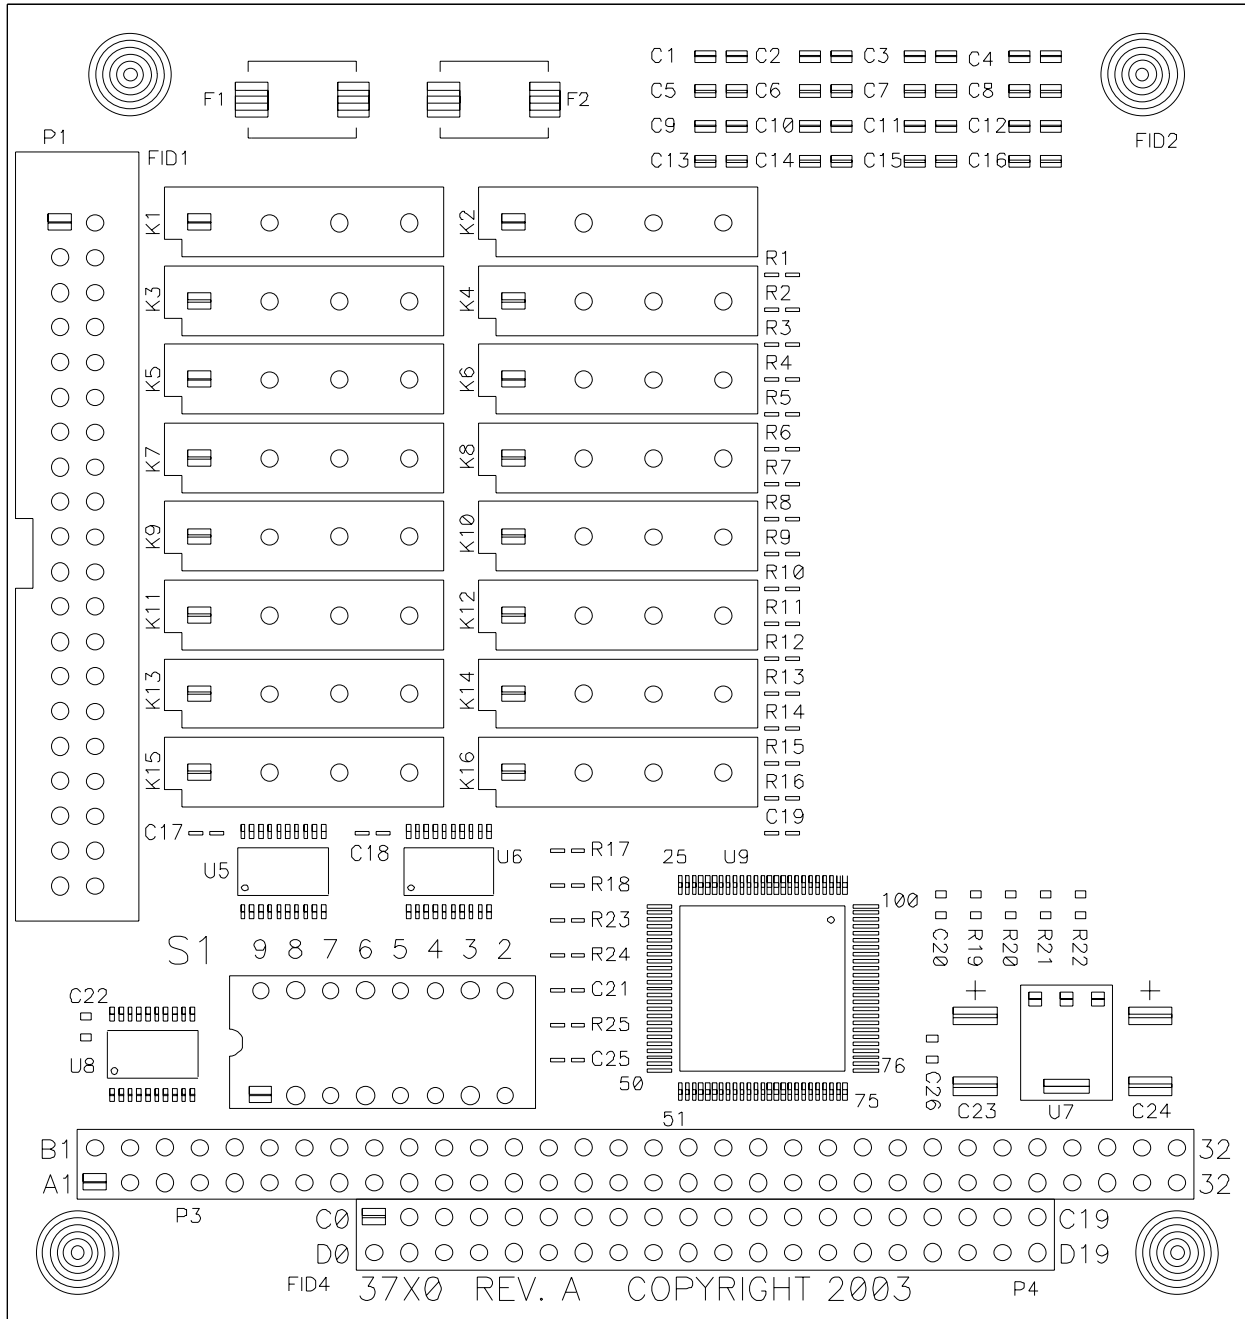 C1 C2 C3 C4
F1 F2 C5 C6 C7 C8
P1 C9 C10 C11 C12
FID1 C13 C14 C15 C16 FID2
K1 K2
R1
K3 K4 R2
R3
K5 K6 R4
R5
R6
K7 K8 R7
R8
K9 K10 R9
R10
K11 K12 R11
R12
K13 K14 R13
R14
K15 K16 R15
R16
C19
C17 C18 R17 25 U9
U5 U6
R18 100
R23
S1 9 8 7 6 5 4 3 2 R24 C20 R19 R20 R21 R22
C22 C21 + +
R25
U8 C25 76
50 C26
51 75 C23 U7 C24
B1 32
A1 32
P3 C0 C19
D0 D19
FID4 37X0 REV. A COPYRIGHT 2003 P4